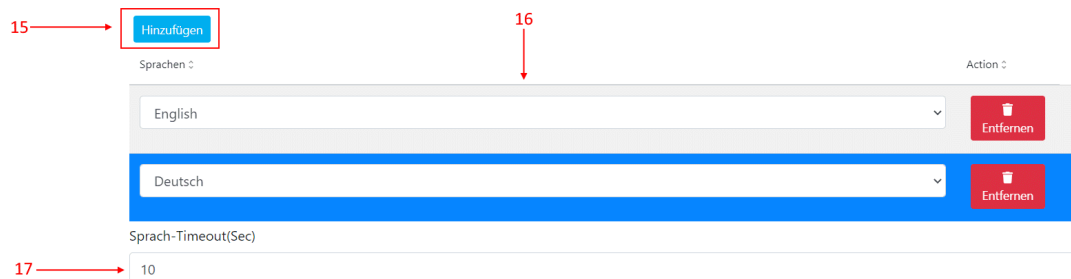 16
15
Hinzufügen
Sprachen
Action
English
Entfernen
Deutsch
Entfernen
Sprach-Timeout(Sec)
17
10